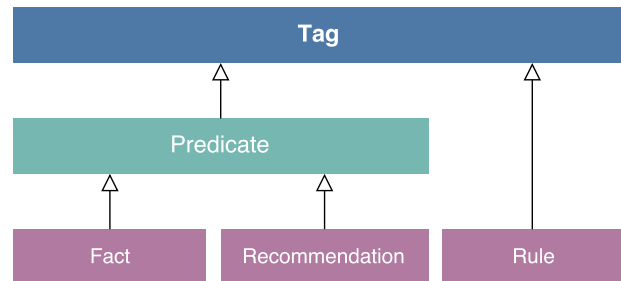 Tag
Predicate
Fact
Recommendation
Rule